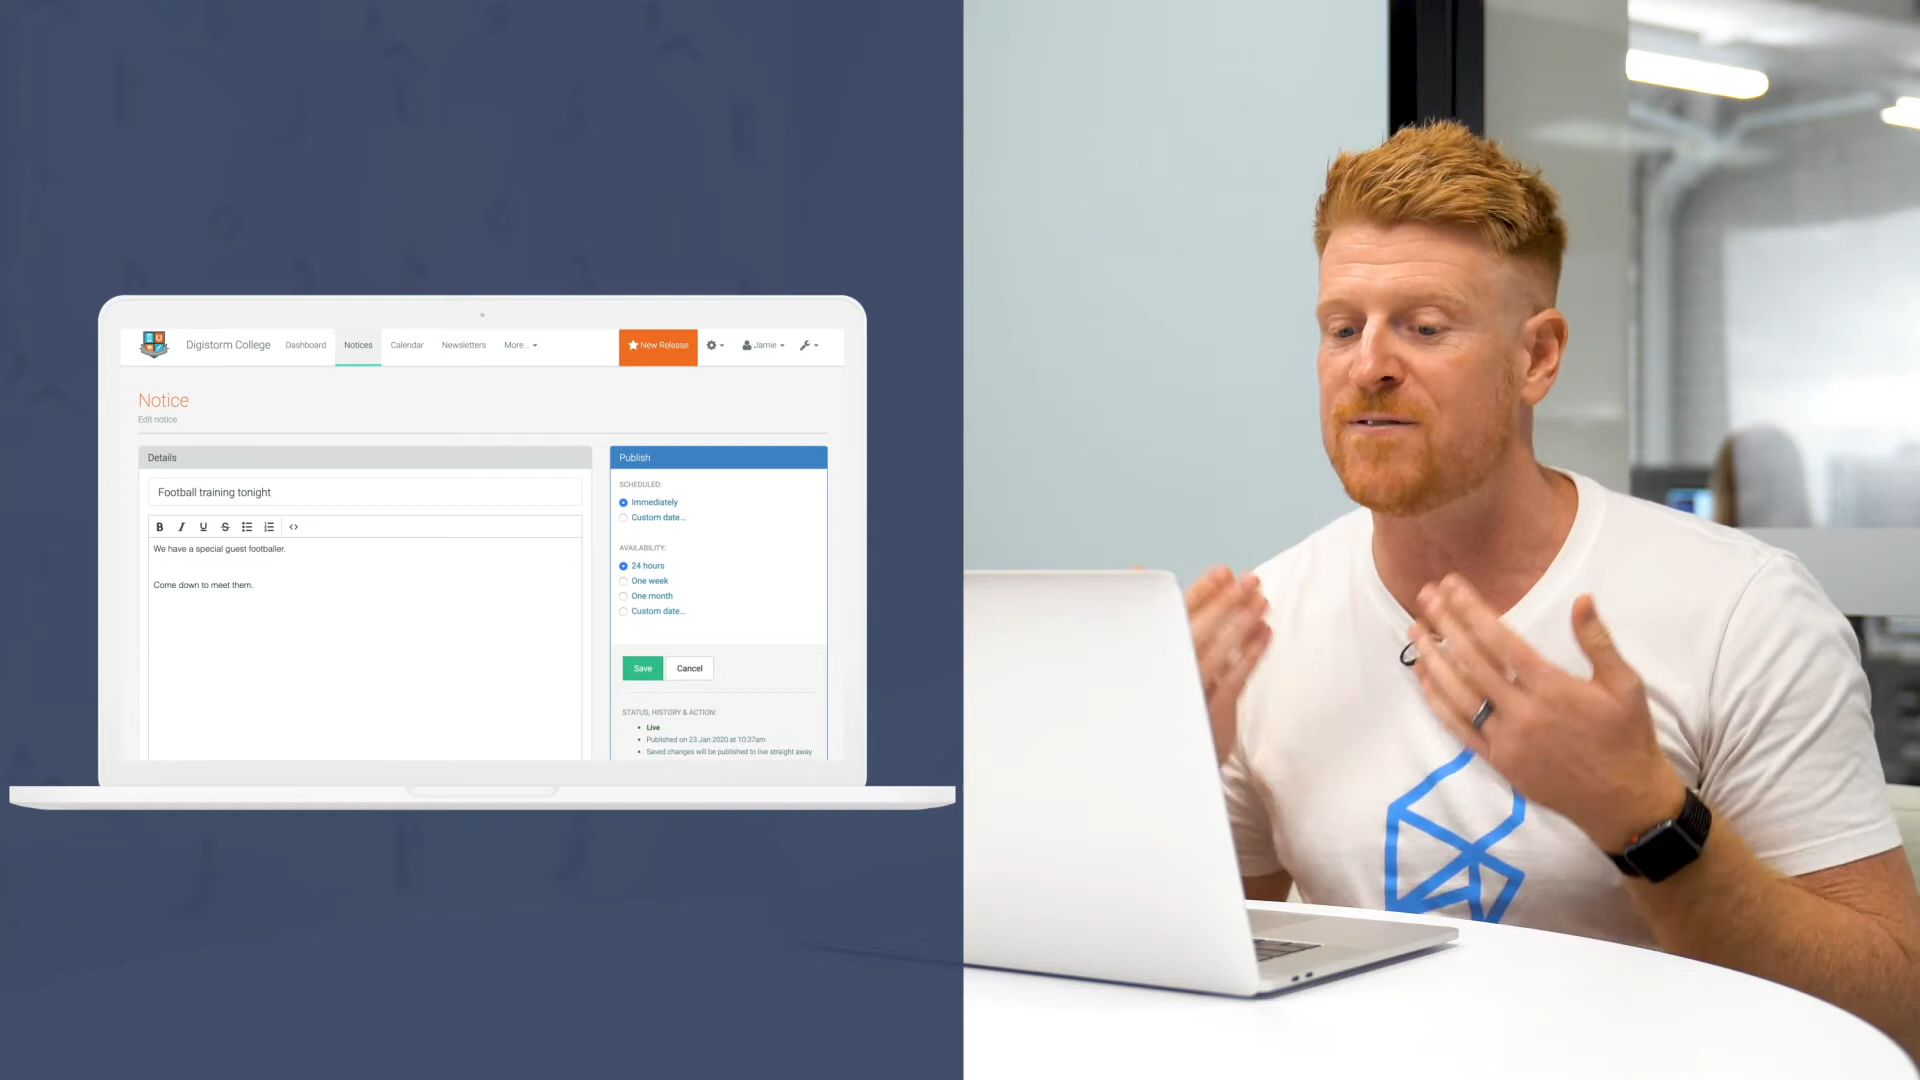 Digistorm College Dashboard Notices Calendar Newsletters More... New Release Jamie
Notice
Edit notice
Details
Football training tonight
B I U S <>
We have a special guest footballer.
Come down to meet them.
Publish
SCHEDULED:
Immediately
Custom date...
AVAILABILITY:
24 hours
One week
One month
Custom date...
Save Cancel
STATUS, HISTORY & ACTION:
Live
Published on 23 Jan 2020 at 10:37am
Saved changes will be published to live straight away